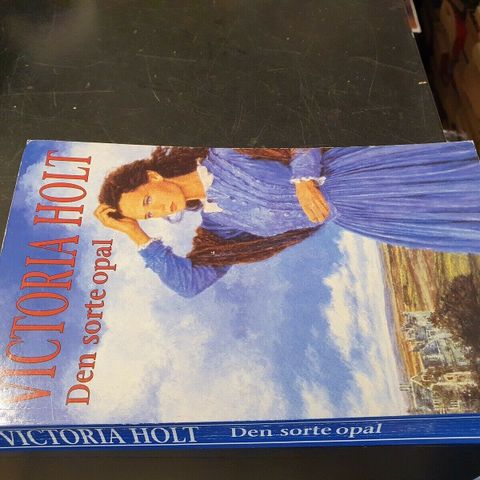 VICTORIA HOLT
Den sorte opal
VICTORIA HOLT Den sorte opal